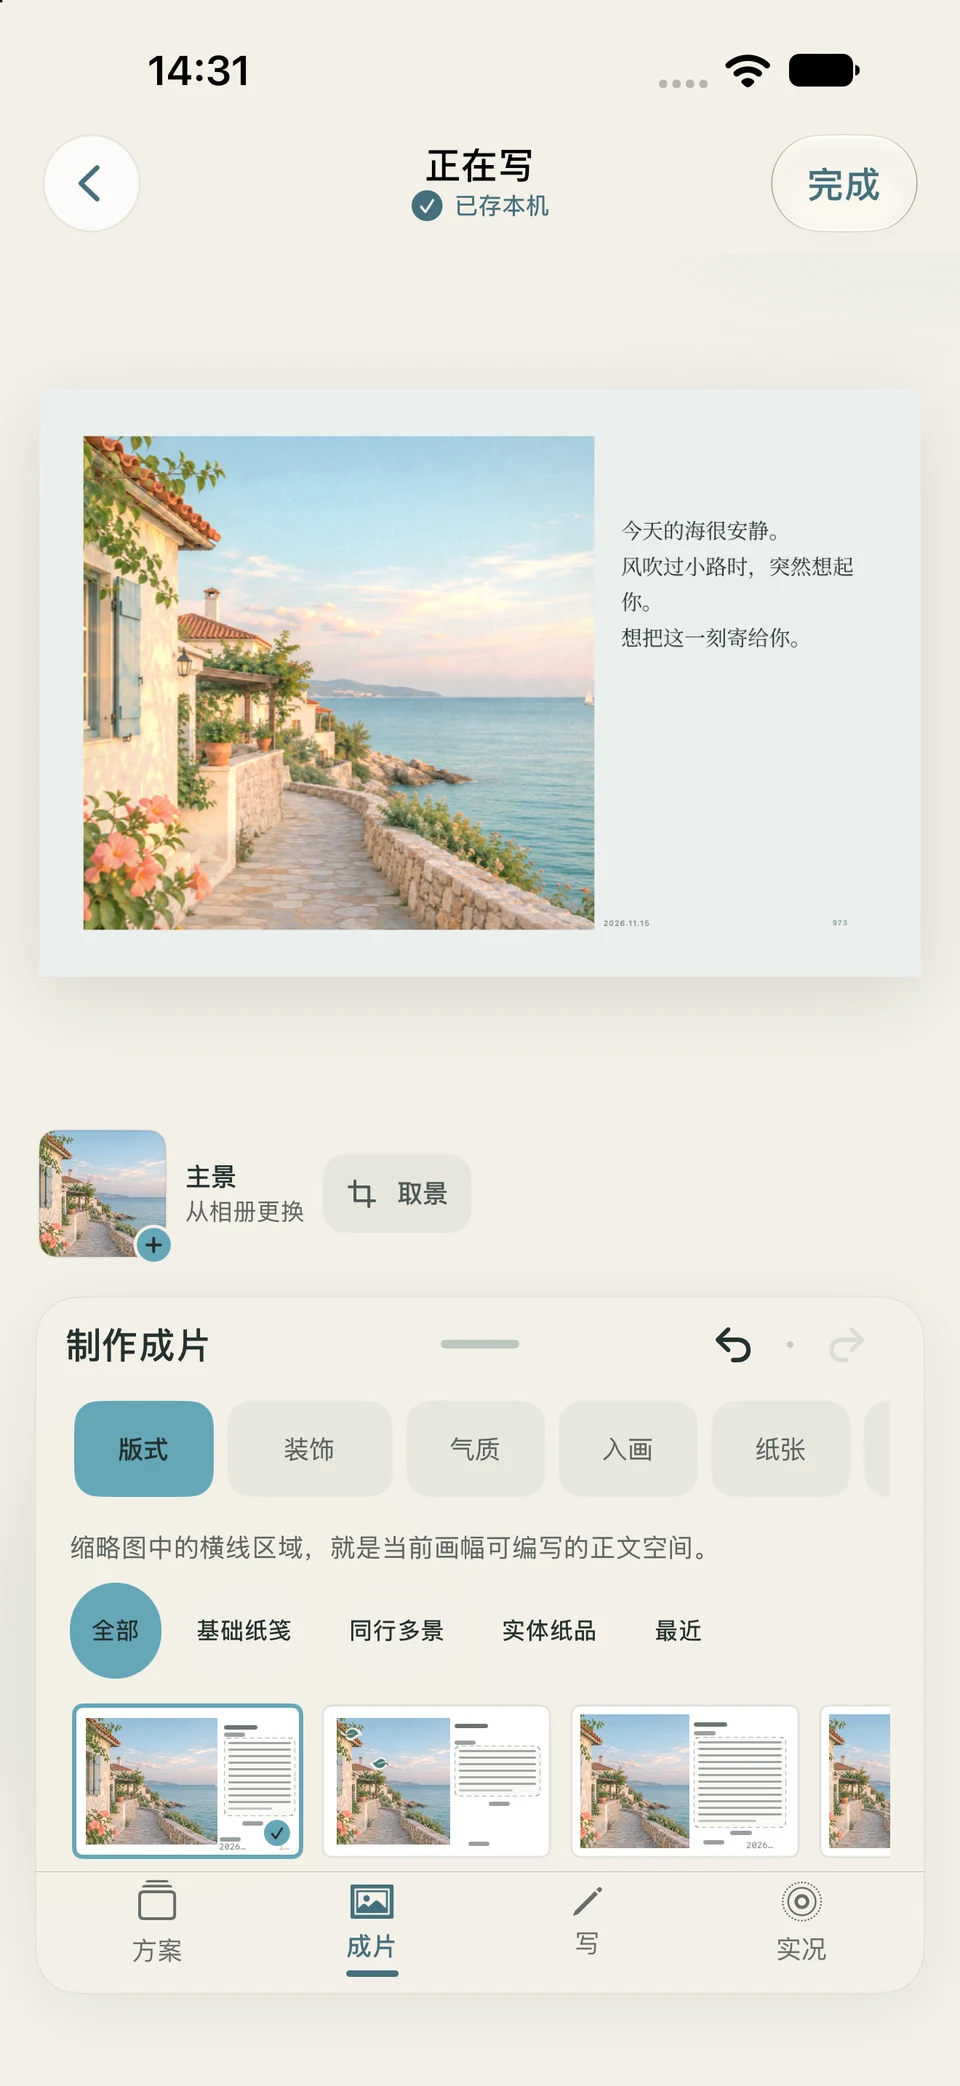 14:31
正在写
已存本机
完成
今天的海很安静。
风吹过小路时，突然想起
你。
想把这一刻寄给你。
2026.11.15
973
主景
从相册更换
取景
制作成片
版式
装饰
气质
入画
纸张
缩略图中的横线区域，就是当前画幅可编写的正文空间。
全部
基础纸笺
同行多景
实体纸品
最近
2026…
2026…
方案
成片
写
实况